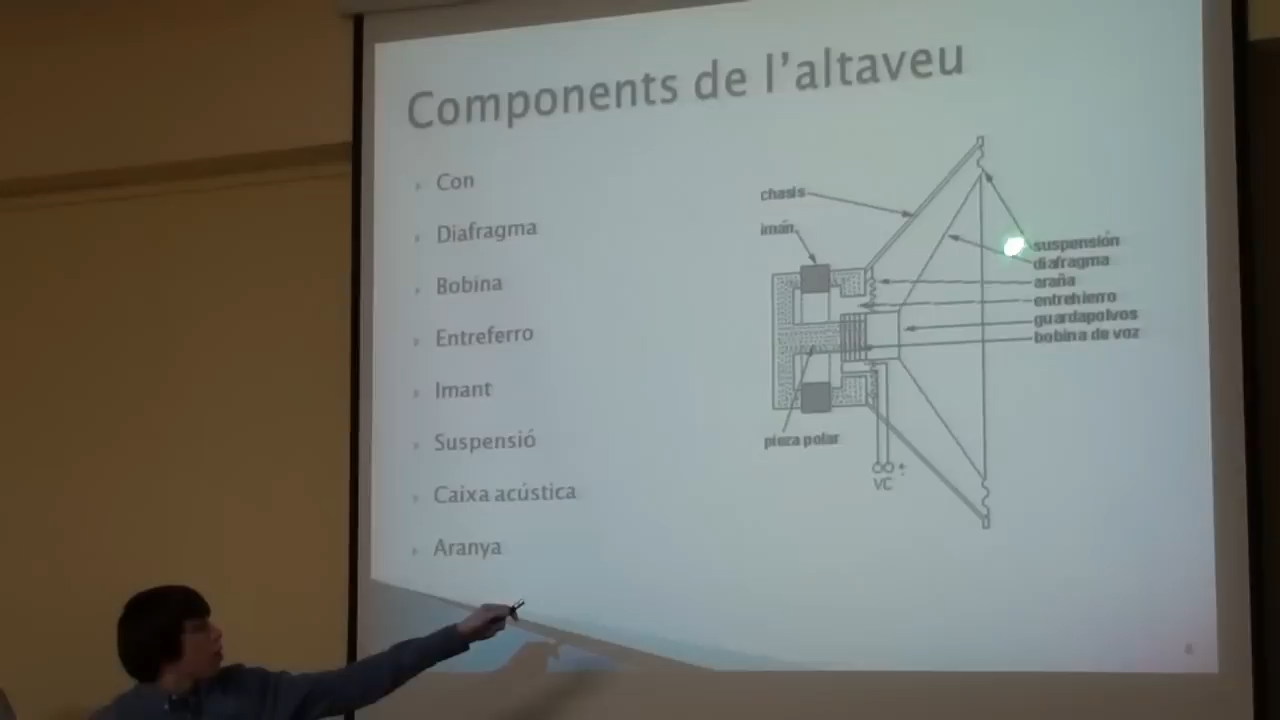 Components de l'altaveu
Con
Diafragma
Bobina
Entreferro
Imant
Suspensió
Caixa acústica
Aranya
chasis
imán
suspensión
diafragma
araña
entrehierro
guardapolvos
bobina de voz
pieza polar
VC